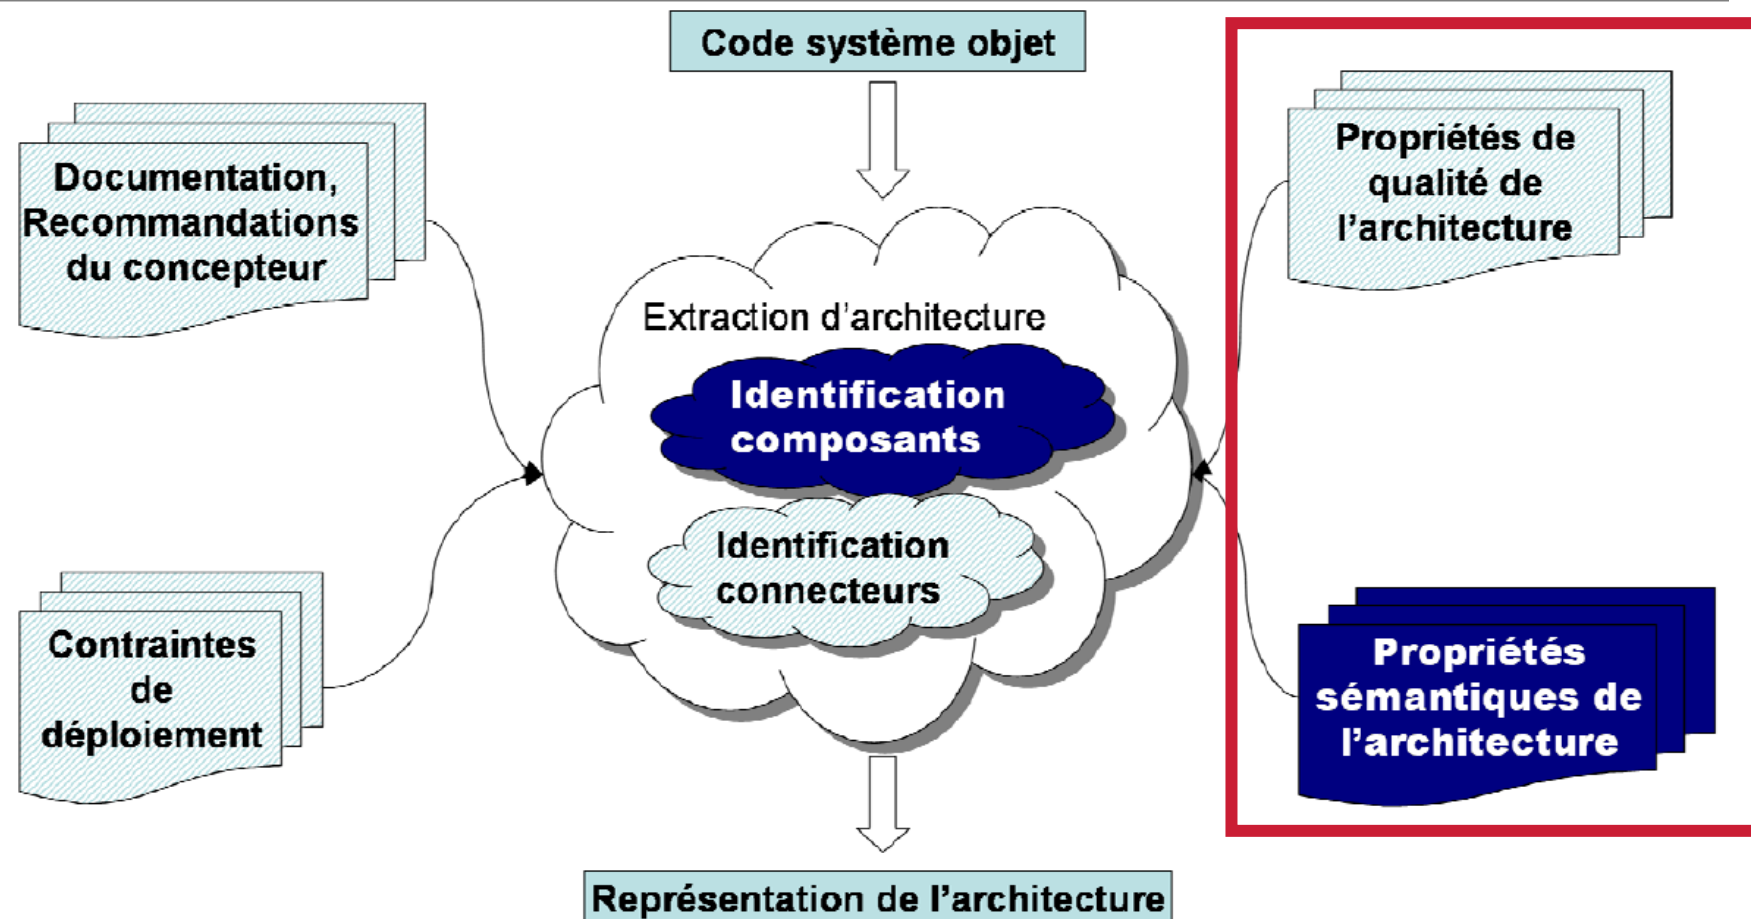 Code système objet
Documentation,
Recommandations
du concepteur
Propriétés de
qualité de
l'architecture
Extraction d'architecture
Identification
composants
Identification
connecteurs
Contraintes
de
déploiement
Propriétés
sémantiques de
l'architecture
Représentation de l'architecture